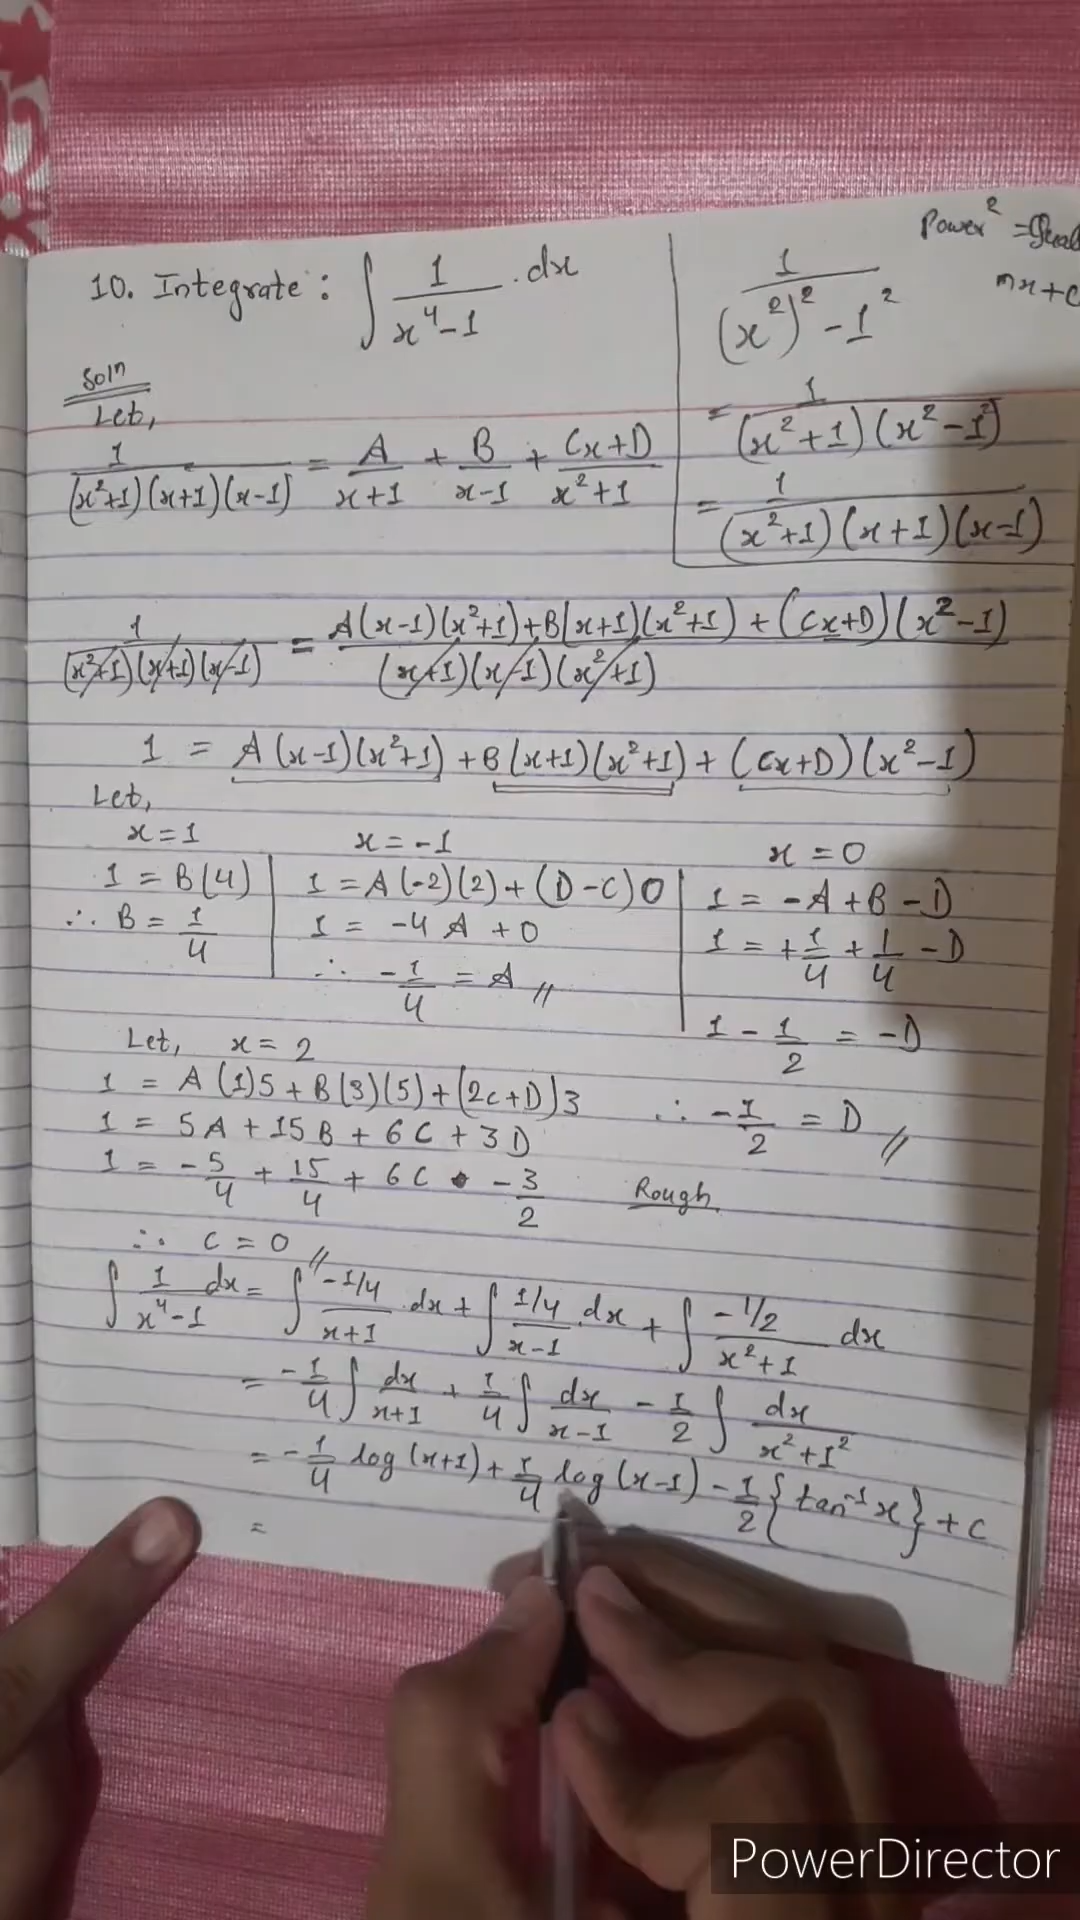 Power² =
mx+c
10. Integrate : ∫ 1/(x⁴-1) . dx
1/((x²)² - 1²)
= 1/((x²+1)(x²-1²))
= 1/((x²+1)(x+1)(x-1))
Soln
Let,
1/((x²+1)(x+1)(x-1)) = A/(x+1) + B/(x-1) + (Cx+D)/(x²+1)
1/((x²+1)(x+1)(x-1)) = (A(x-1)(x²+1)+B(x+1)(x²+1) + (Cx+D)(x²-1))/((x+1)(x-1)(x²+1))
1 = A(x-1)(x²+1) + B(x+1)(x²+1) + (Cx+D)(x²-1)
Let,
x=1
1 = B(4)
∴ B = 1/4
x = -1
1 = A(-2)(2) + (D-C)0
1 = -4A + 0
∴ -1/4 = A //
x = 0
1 = -A + B - D
1 = +1/4 + 1/4 - D
1 - 1/2 = -D
∴ -1/2 = D //
Let, x = 2
1 = A(1)5 + B(3)(5) + (2C+D)3
1 = 5A + 15B + 6C + 3D
1 = -5/4 + 15/4 + 6C - 3/2
Rough
∴ C = 0 //
∫ 1/(x⁴-1) dx = ∫ (-1/4)/(x+1) . dx + ∫ (1/4)/(x-1) . dx + ∫ (-1/2)/(x²+1) dx
= -1/4 ∫ dx/(x+1) + 1/4 ∫ dx/(x-1) - 1/2 ∫ dx/(x²+1²)
= -1/4 log(x+1) + 1/4 log(x-1) - 1/2 {tan⁻¹x} + C
=
PowerDirector